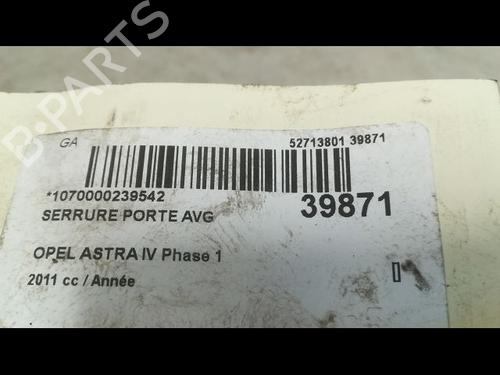 GA
52713801 39871
*1070000239542
39871
SERRURE PORTE AVG
OPEL ASTRA IV Phase 1
2011 cc / Année
B-PARTS